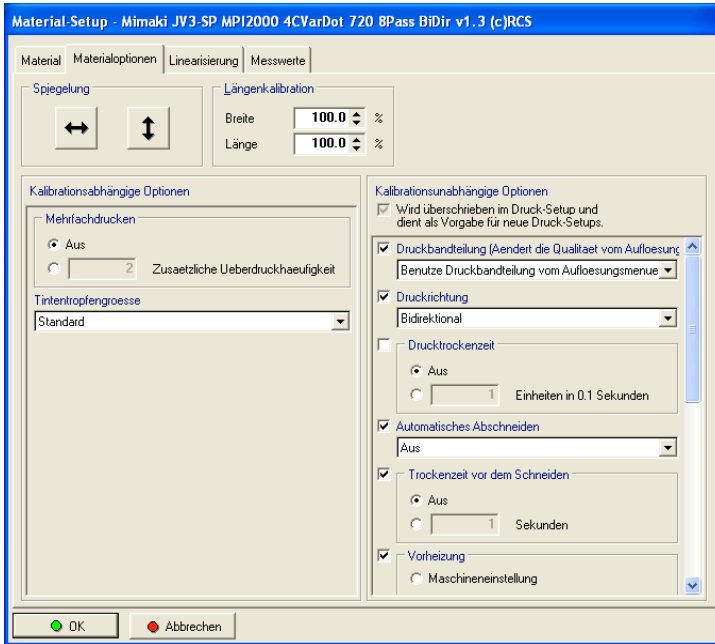 Material-Setup - Mimaki JV3-SP MPI2000 4CVarDot 720 8Pass BiDir v1.3 (c)RCS
Material Materialoptionen Linearisierung Messwerte
Spiegelung
Längenkalibration
Breite 100.0 %
Länge 100.0 %
Kalibrationsabhängige Optionen
Mehrfachdrucken
Aus
2 Zusaetzliche Ueberdruckhaeufigkeit
Tintentropfengroesse
Standard
Kalibrationsunabhängige Optionen
Wird überschrieben im Druck-Setup und
dient als Vorgabe für neue Druck-Setups.
Druckbandteilung (Aendert die Qualitaet vom Aufloesung
Benutze Druckbandteilung vom Aufloesungsmenue
Druckrichtung
Bidirektional
Drucktrockenzeit
Aus
1 Einheiten in 0.1 Sekunden
Automatisches Abschneiden
Aus
Trockenzeit vor dem Schneiden
Aus
1 Sekunden
Vorheizung
Maschineneinstellung
OK Abbrechen